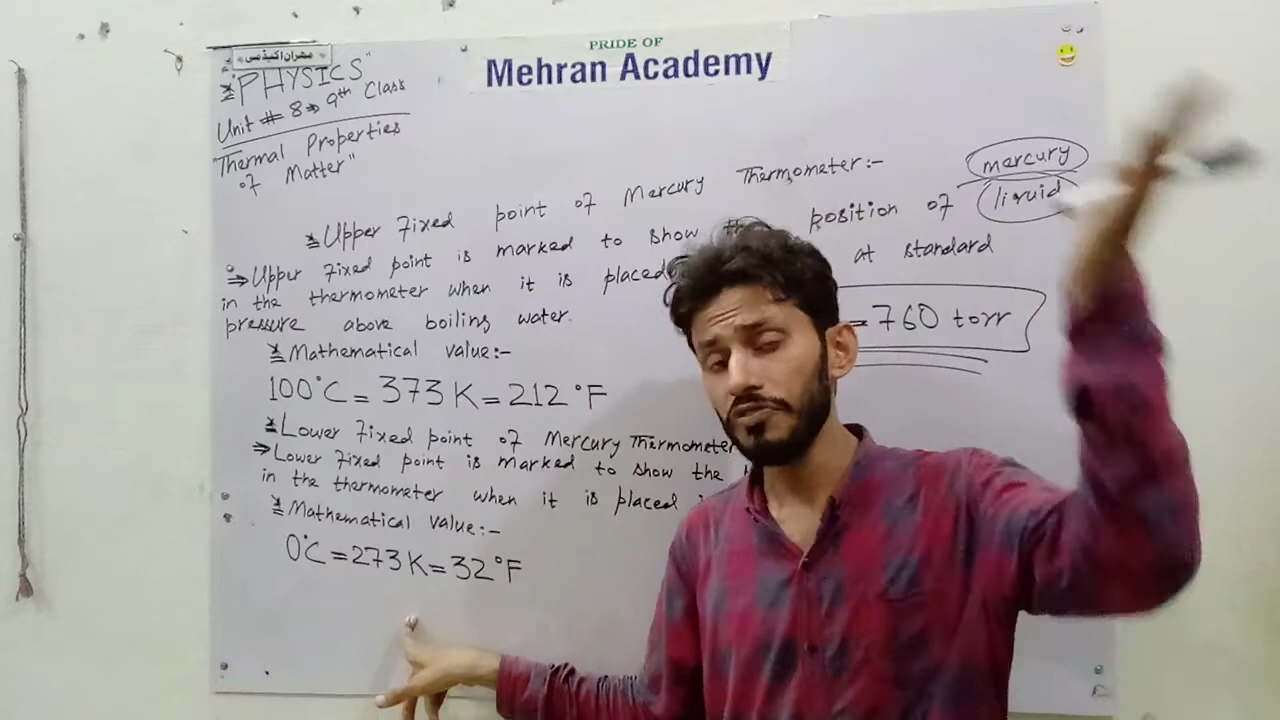 PRIDE OF
Mehran Academy
مهران اکیڈمی
"PHYSICS"
Unit # 8 → 9th Class
"Thermal Properties
of Matter"
Upper fixed point of Mercury Thermometer:-
⇒ Upper fixed point is marked to show the position of mercury
liquid
in the thermometer when it is placed at standard
pressure above boiling water.
= 760 torr
Mathematical value:-
100°C = 373 K = 212 °F
Lower fixed point of Mercury Thermometer
⇒ Lower fixed point is marked to show the
in the thermometer when it is placed
Mathematical value:-
0°C = 273 K = 32 °F